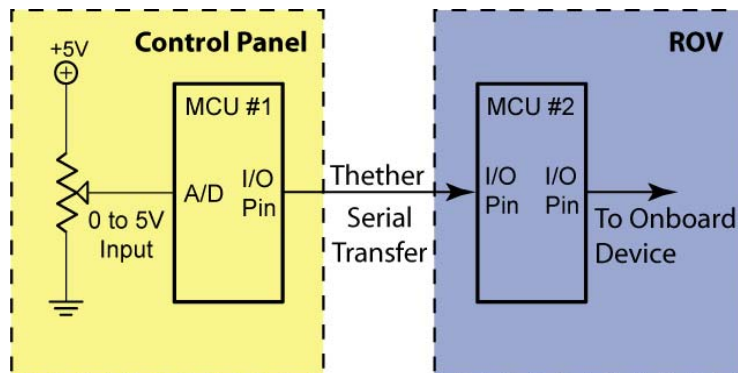 Control Panel
+5V
MCU #1
A/D
I/O
Pin
0 to 5V
Input
Thether
Serial
Transfer
ROV
MCU #2
I/O
Pin
I/O
Pin
To Onboard
Device